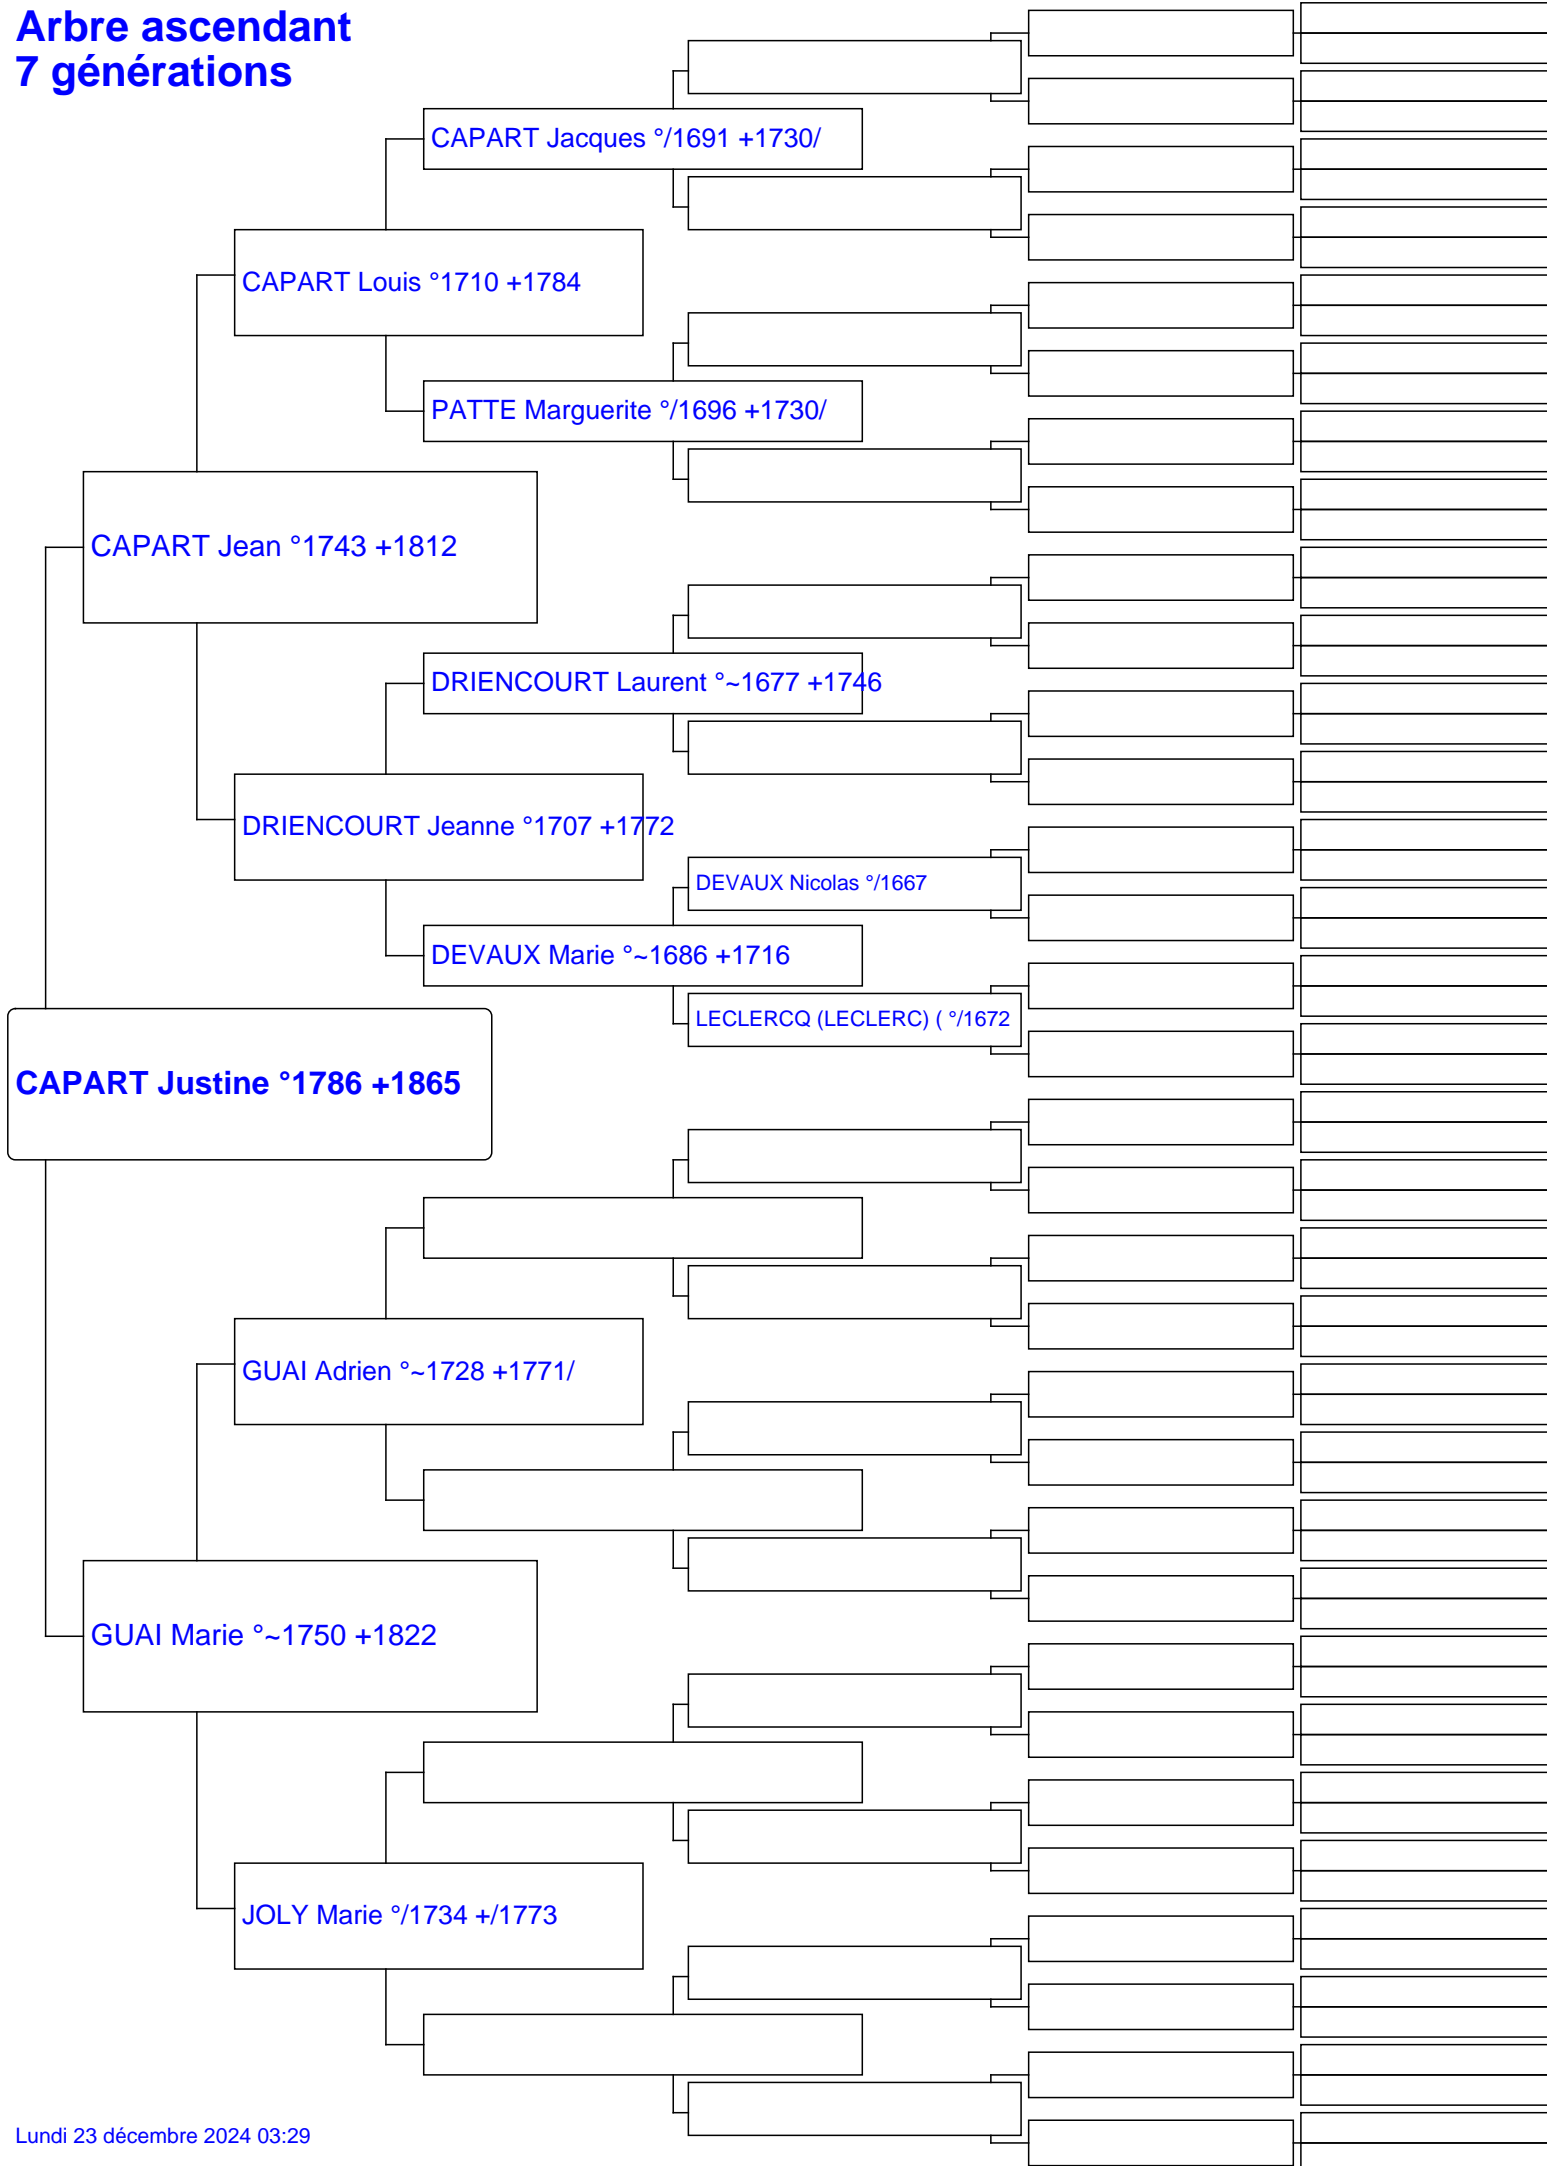 Arbre ascendant
7 générations
CAPART Jacques °/1691 +1730/
CAPART Louis °1710 +1784
PATTE Marguerite °/1696 +1730/
CAPART Jean °1743 +1812
DRIENCOURT Laurent °~1677 +1746
DRIENCOURT Jeanne °1707 +1772
DEVAUX Nicolas °/1667
DEVAUX Marie °~1686 +1716
LECLERCQ (LECLERC) ( °/1672
CAPART Justine °1786 +1865
GUAI Adrien °~1728 +1771/
GUAI Marie °~1750 +1822
JOLY Marie °/1734 +/1773
Lundi 23 décembre 2024 03:29